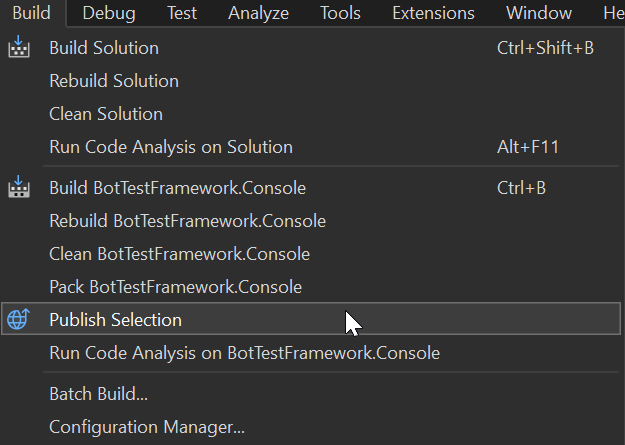 Build Debug Test Analyze Tools Extensions Window He
Build Solution Ctrl+Shift+B
Rebuild Solution
Clean Solution
Run Code Analysis on Solution Alt+F11
Build BotTestFramework.Console Ctrl+B
Rebuild BotTestFramework.Console
Clean BotTestFramework.Console
Pack BotTestFramework.Console
Publish Selection
Run Code Analysis on BotTestFramework.Console
Batch Build...
Configuration Manager...